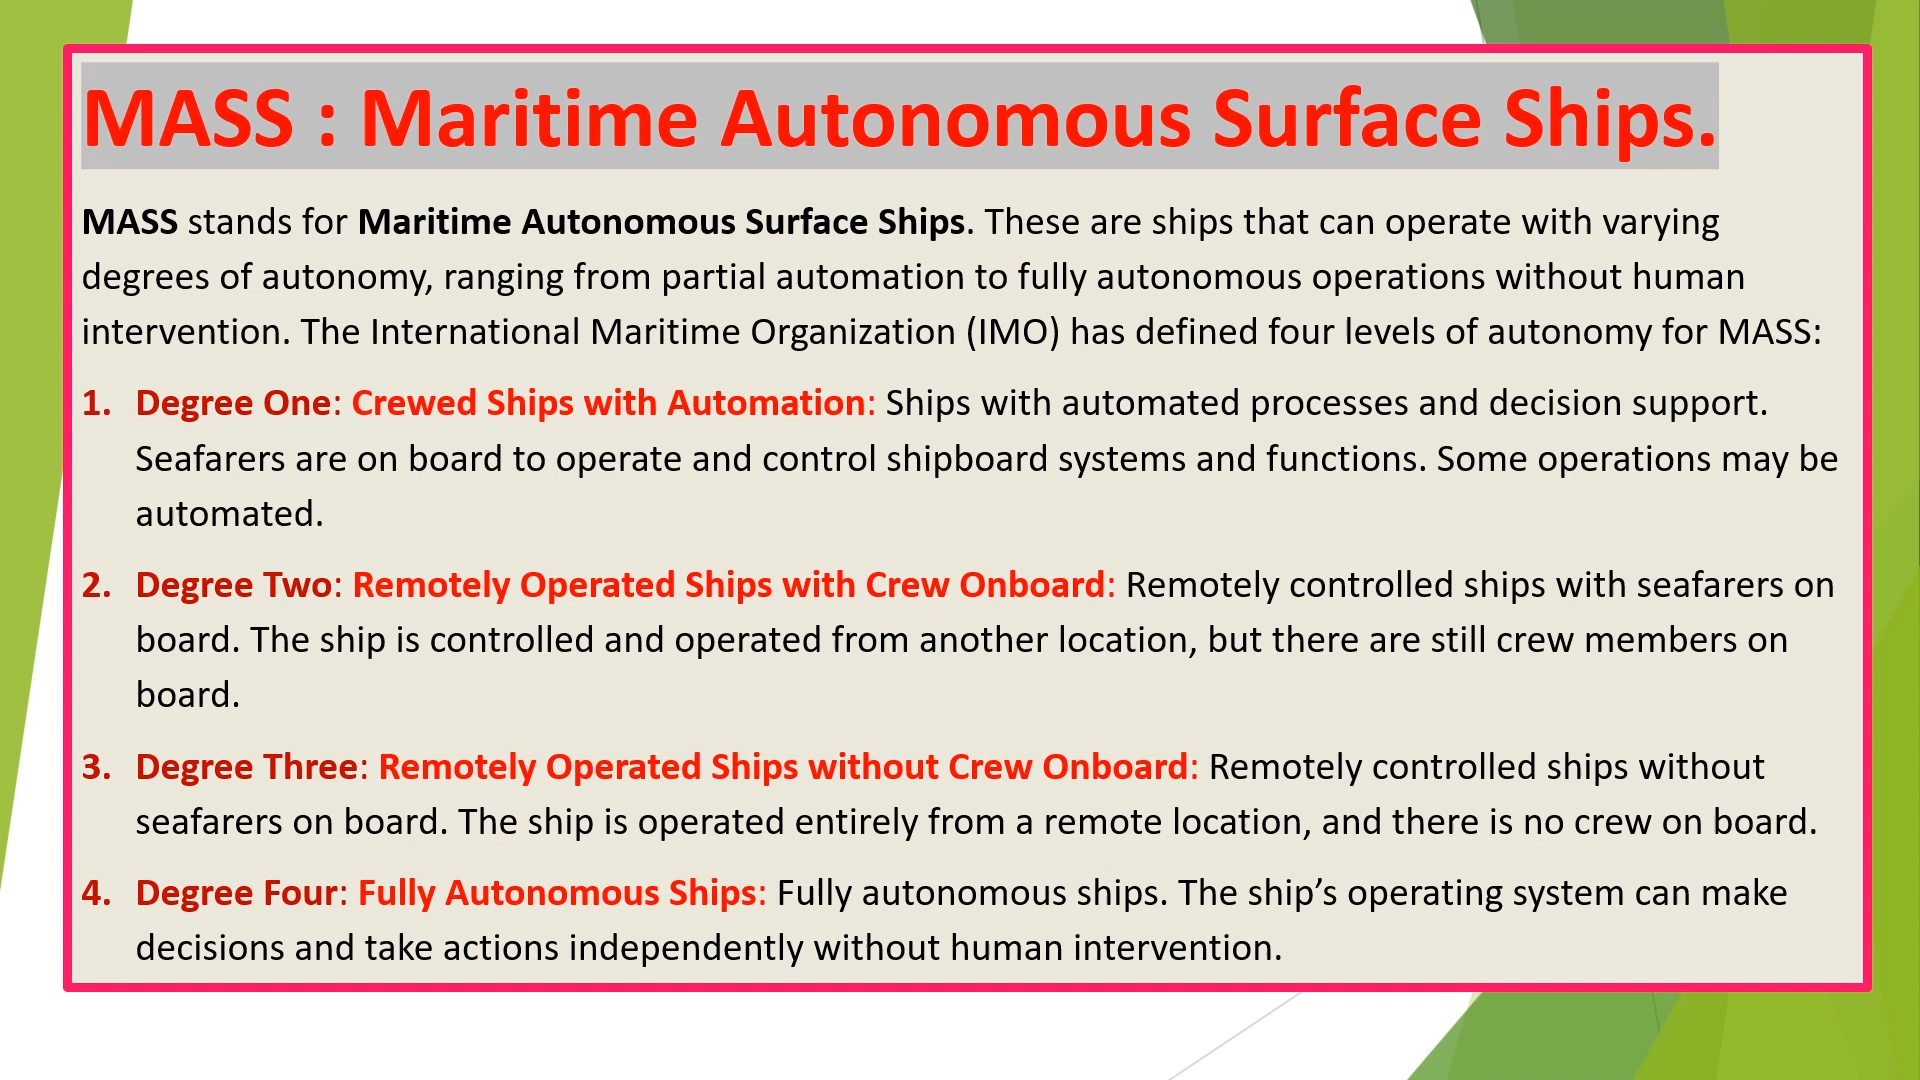 MASS : Maritime Autonomous Surface Ships.
MASS stands for Maritime Autonomous Surface Ships. These are ships that can operate with varying
degrees of autonomy, ranging from partial automation to fully autonomous operations without human
intervention. The International Maritime Organization (IMO) has defined four levels of autonomy for MASS:
1. Degree One: Crewed Ships with Automation: Ships with automated processes and decision support.
Seafarers are on board to operate and control shipboard systems and functions. Some operations may be
automated.
2. Degree Two: Remotely Operated Ships with Crew Onboard: Remotely controlled ships with seafarers on
board. The ship is controlled and operated from another location, but there are still crew members on
board.
3. Degree Three: Remotely Operated Ships without Crew Onboard: Remotely controlled ships without
seafarers on board. The ship is operated entirely from a remote location, and there is no crew on board.
4. Degree Four: Fully Autonomous Ships: Fully autonomous ships. The ship’s operating system can make
decisions and take actions independently without human intervention.